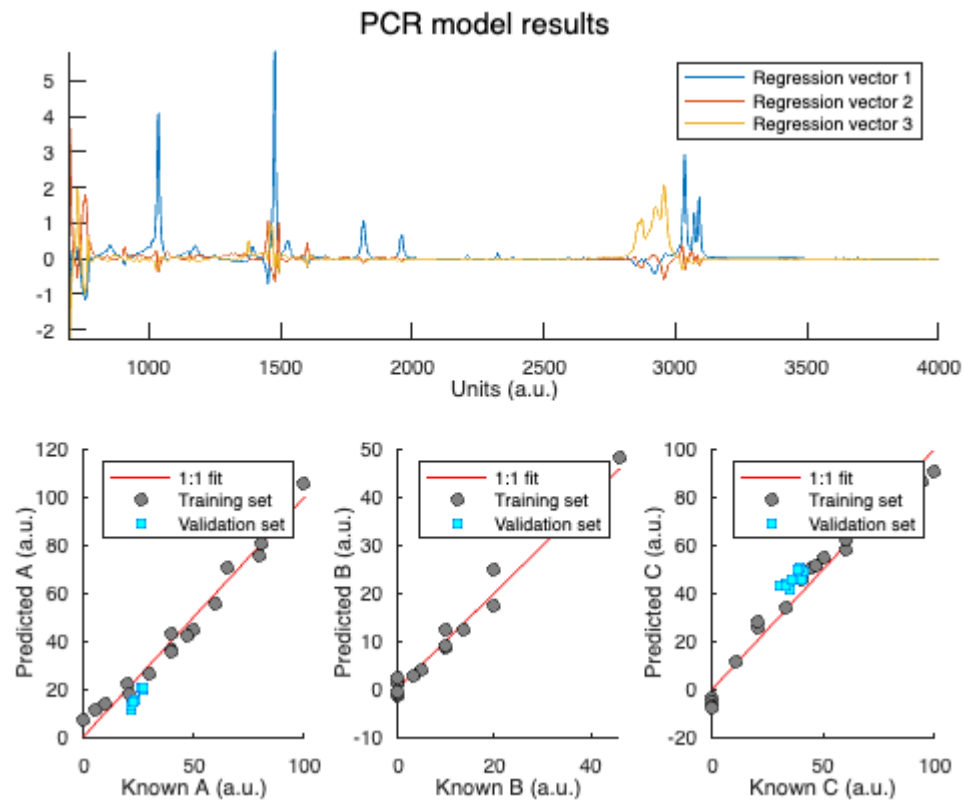 PCR model results
5
4
3
2
1
0
-1
-2
Regression vector 1
Regression vector 2
Regression vector 3
1000 1500 2000 2500 3000 3500 4000
Units (a.u.)
120
100
80
60
40
20
0
Predicted A (a.u.)
1:1 fit
Training set
Validation set
0 50 100
Known A (a.u.)
50
40
30
20
10
0
-10
Predicted B (a.u.)
1:1 fit
Training set
Validation set
0 20 40
Known B (a.u.)
100
80
60
40
20
0
-20
Predicted C (a.u.)
1:1 fit
Training set
Validation set
0 50 100
Known C (a.u.)